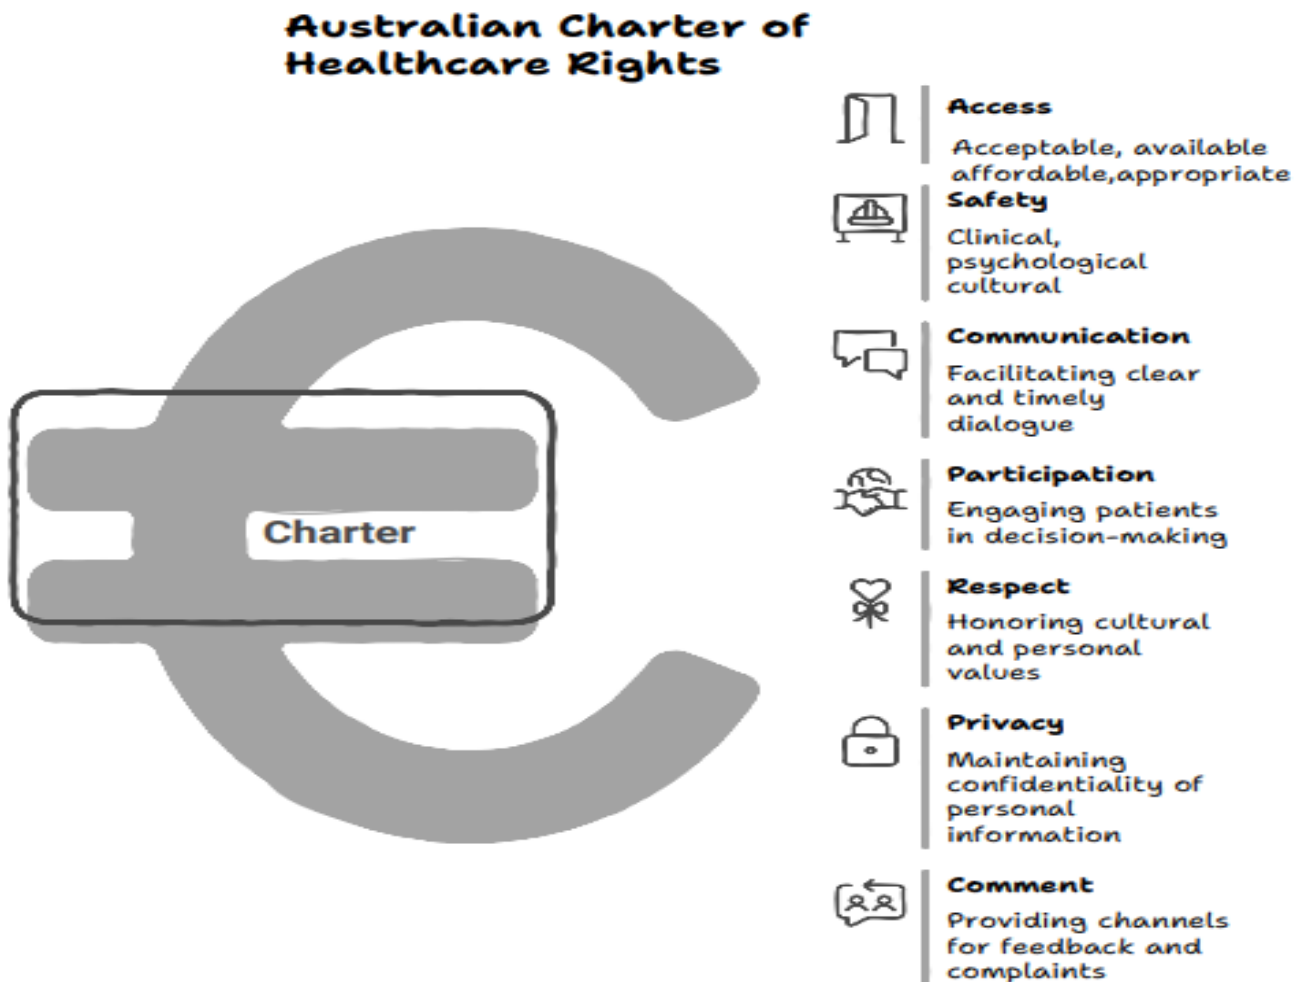 Australian Charter of
Healthcare Rights
Access
Acceptable, available
affordable,appropriate
Safety
Clinical,
psychological
cultural
Communication
Facilitating clear
and timely
dialogue
Participation
Engaging patients
in decision-making
Respect
Honoring cultural
and personal
values
Privacy
Maintaining
confidentiality of
personal
information
Comment
Providing channels
for feedback and
complaints
Charter